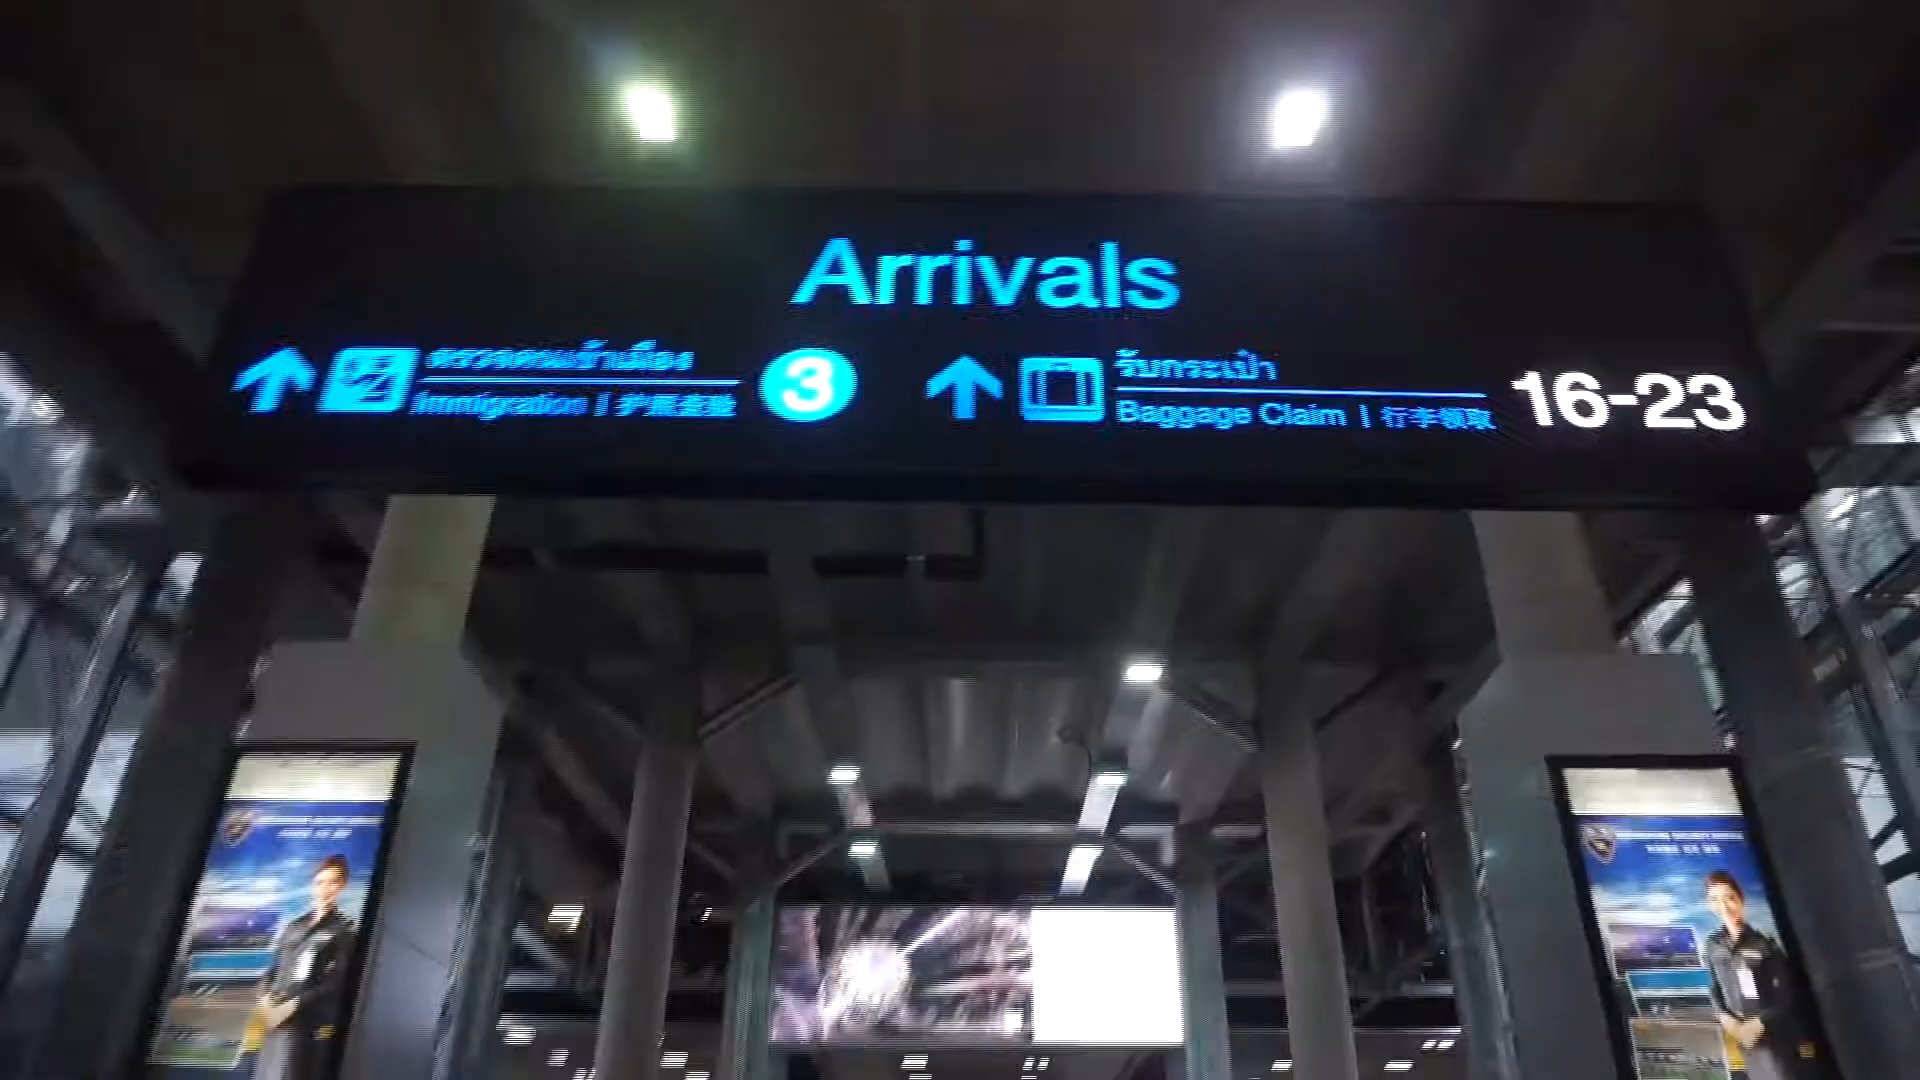 Arrivals
ตรวจคนเข้าเมือง
Immigration | 护照查验
3
รับกระเป๋า
Baggage Claim | 行李领取
16-23